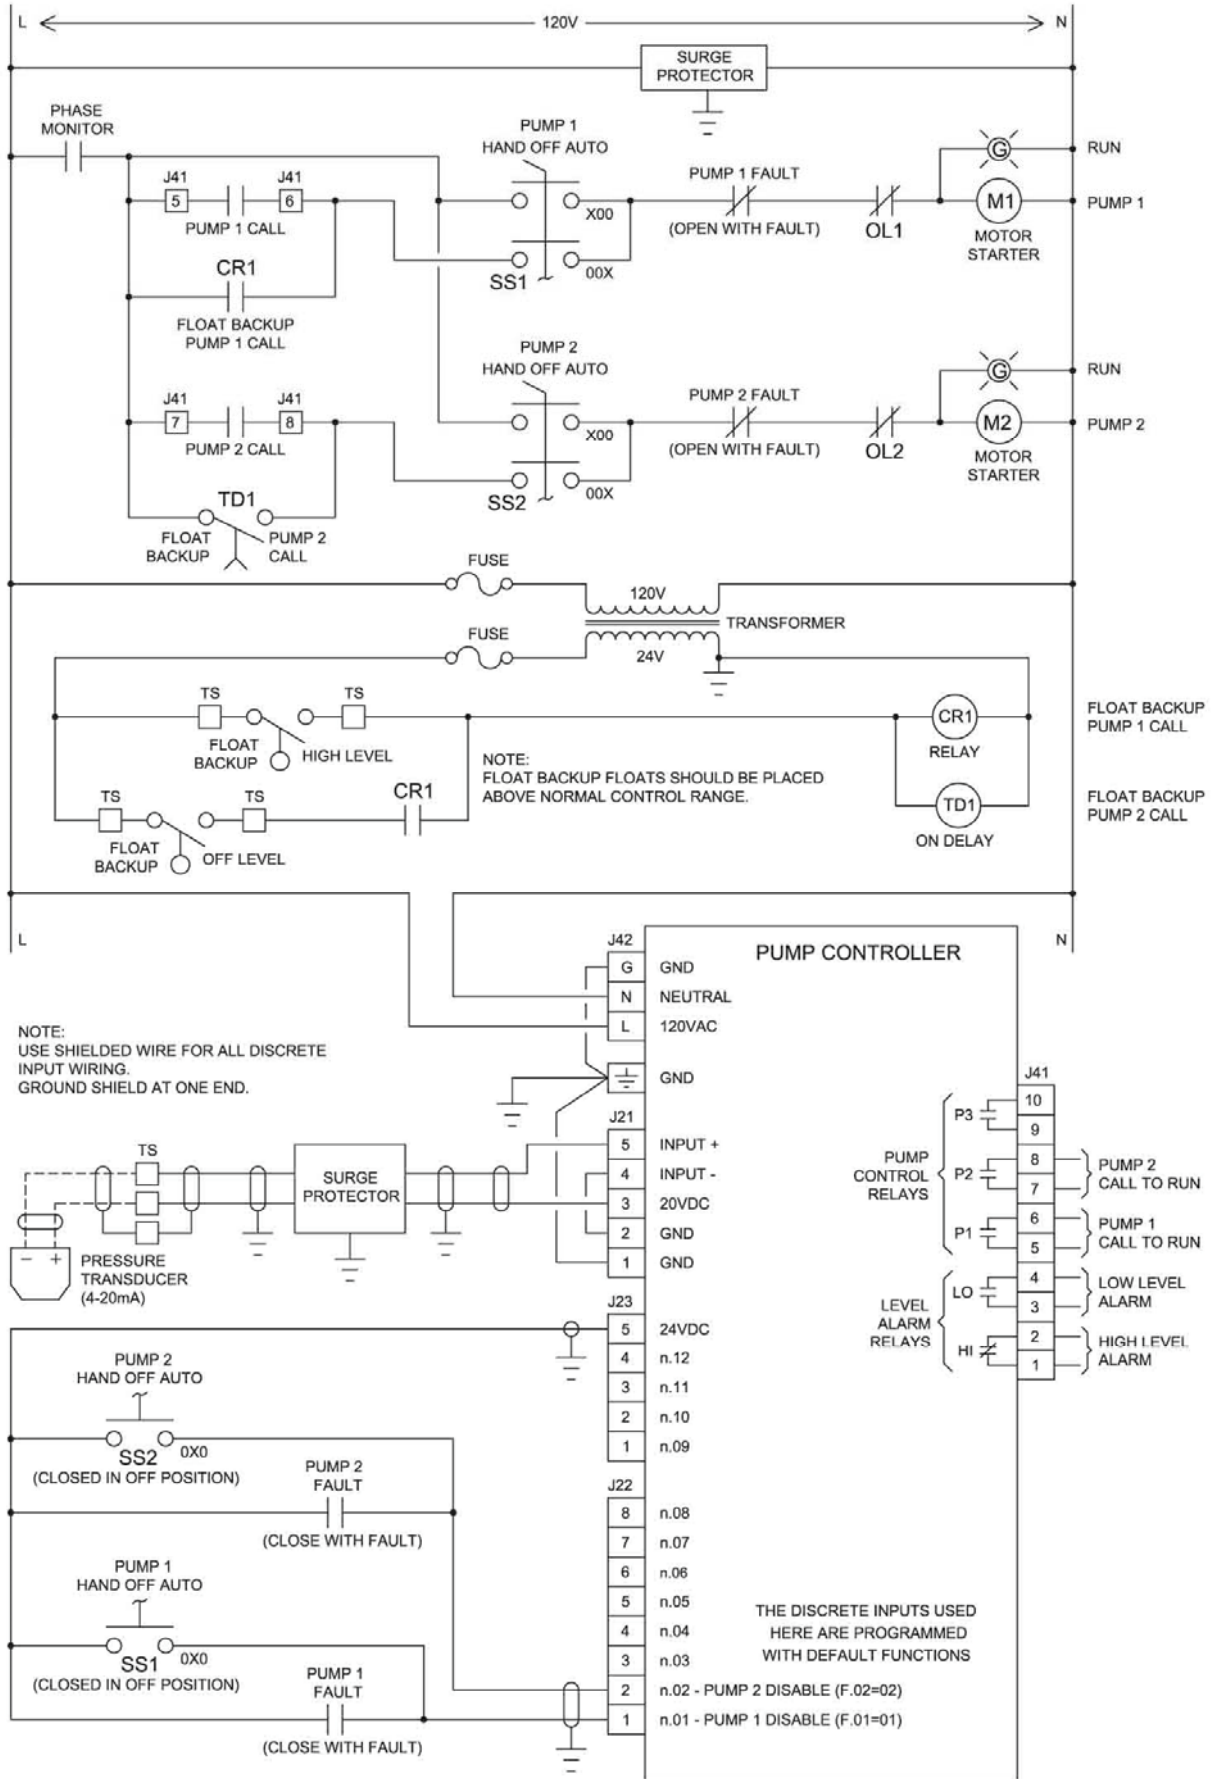 L
120V
N
SURGE
PROTECTOR
PHASE
MONITOR
PUMP 1
HAND OFF AUTO
G
RUN
J41
J41
5
6
PUMP 1 CALL
X00
PUMP 1 FAULT
(OPEN WITH FAULT)
OL1
M1
PUMP 1
MOTOR
STARTER
SS1
00X
CR1
FLOAT BACKUP
PUMP 1 CALL
PUMP 2
HAND OFF AUTO
G
RUN
J41
J41
7
8
PUMP 2 CALL
X00
PUMP 2 FAULT
(OPEN WITH FAULT)
OL2
M2
PUMP 2
MOTOR
STARTER
SS2
00X
TD1
FLOAT
BACKUP
PUMP 2
CALL
FUSE
120V
TRANSFORMER
FUSE
24V
TS
TS
FLOAT
BACKUP
HIGH LEVEL
CR1
RELAY
FLOAT BACKUP
PUMP 1 CALL
NOTE:
FLOAT BACKUP FLOATS SHOULD BE PLACED
ABOVE NORMAL CONTROL RANGE.
TS
TS
CR1
FLOAT
BACKUP
OFF LEVEL
TD1
ON DELAY
FLOAT BACKUP
PUMP 2 CALL
L
N
J42
PUMP CONTROLLER
G GND
N NEUTRAL
L 120VAC
GND
NOTE:
USE SHIELDED WIRE FOR ALL DISCRETE
INPUT WIRING.
GROUND SHIELD AT ONE END.
J21
5 INPUT +
4 INPUT -
3 20VDC
2 GND
1 GND
TS
SURGE
PROTECTOR
- +
PRESSURE
TRANSDUCER
(4-20mA)
J41
10
9
8
7
6
5
4
3
2
1
P3
P2
P1
LO
HI
PUMP
CONTROL
RELAYS
LEVEL
ALARM
RELAYS
PUMP 2
CALL TO RUN
PUMP 1
CALL TO RUN
LOW LEVEL
ALARM
HIGH LEVEL
ALARM
J23
5 24VDC
4 n.12
3 n.11
2 n.10
1 n.09
PUMP 2
HAND OFF AUTO
SS2
0X0
(CLOSED IN OFF POSITION)
PUMP 2
FAULT
(CLOSE WITH FAULT)
J22
8 n.08
7 n.07
6 n.06
5 n.05
4 n.04
3 n.03
2 n.02 - PUMP 2 DISABLE (F.02=02)
1 n.01 - PUMP 1 DISABLE (F.01=01)
THE DISCRETE INPUTS USED
HERE ARE PROGRAMMED
WITH DEFAULT FUNCTIONS
PUMP 1
HAND OFF AUTO
SS1
0X0
(CLOSED IN OFF POSITION)
PUMP 1
FAULT
(CLOSE WITH FAULT)